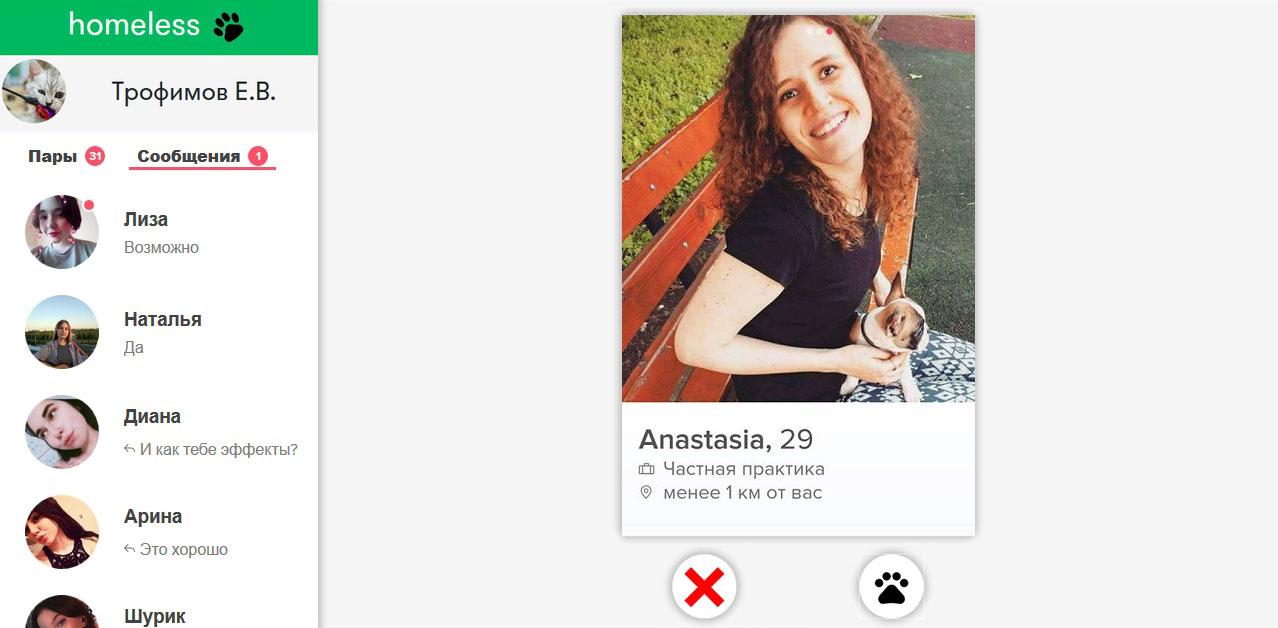 homeless
Трофимов Е.В.
Пары 31 Сообщения 1
Лиза
Возможно
Наталья
Да
Диана
И как тебе эффекты?
Арина
Это хорошо
Шурик
Anastasia, 29
Частная практика
менее 1 км от вас